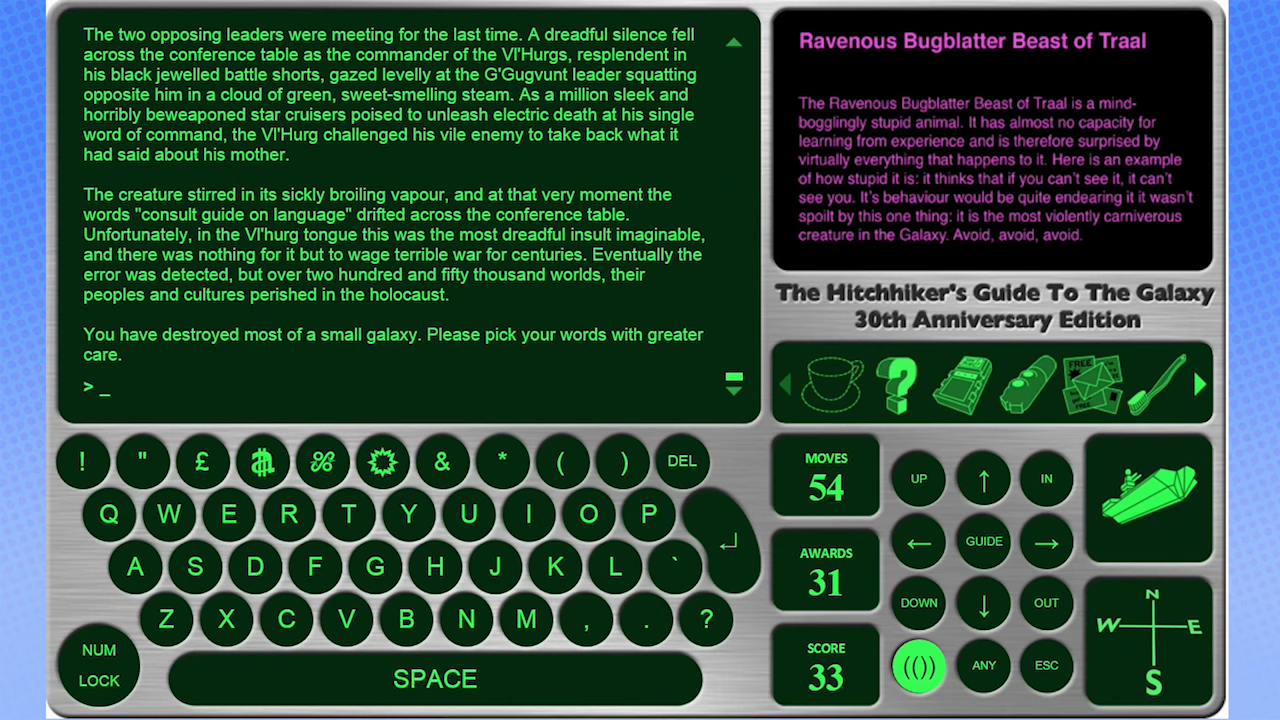 The two opposing leaders were meeting for the last time. A dreadful silence fell
across the conference table as the commander of the Vl'Hurgs, resplendent in
his black jewelled battle shorts, gazed levelly at the G'Gugvunt leader squatting
opposite him in a cloud of green, sweet-smelling steam. As a million sleek and
horribly beweaponed star cruisers poised to unleash electric death at his single
word of command, the Vl'Hurg challenged his vile enemy to take back what it
had said about his mother.
The creature stirred in its sickly broiling vapour, and at that very moment the
words "consult guide on language" drifted across the conference table.
Unfortunately, in the Vl'hurg tongue this was the most dreadful insult imaginable,
and there was nothing for it but to wage terrible war for centuries. Eventually the
error was detected, but over two hundred and fifty thousand worlds, their
peoples and cultures perished in the holocaust.
You have destroyed most of a small galaxy. Please pick your words with greater
care.
> _
Ravenous Bugblatter Beast of Traal
The Ravenous Bugblatter Beast of Traal is a mind-
bogglingly stupid animal. It has almost no capacity for
learning from experience and is therefore surprised by
virtually everything that happens to it. Here is an example
of how stupid it is: it thinks that if you can't see it, it can't
see you. It's behaviour would be quite endearing it it wasn't
spoilt by this one thing: it is the most violently carniverous
creature in the Galaxy. Avoid, avoid, avoid.
The Hitchhiker's Guide To The Galaxy
30th Anniversary Edition
FREE
FREE
! " £ & * ( ) DEL
Q W E R T Y U I O P
A S D F G H J K L `
Z X C V B N M , . ?
NUM
LOCK
SPACE
MOVES
54
AWARDS
31
SCORE
33
UP ↑ IN
← GUIDE →
DOWN ↓ OUT
(()) ANY ESC
N
W E
S